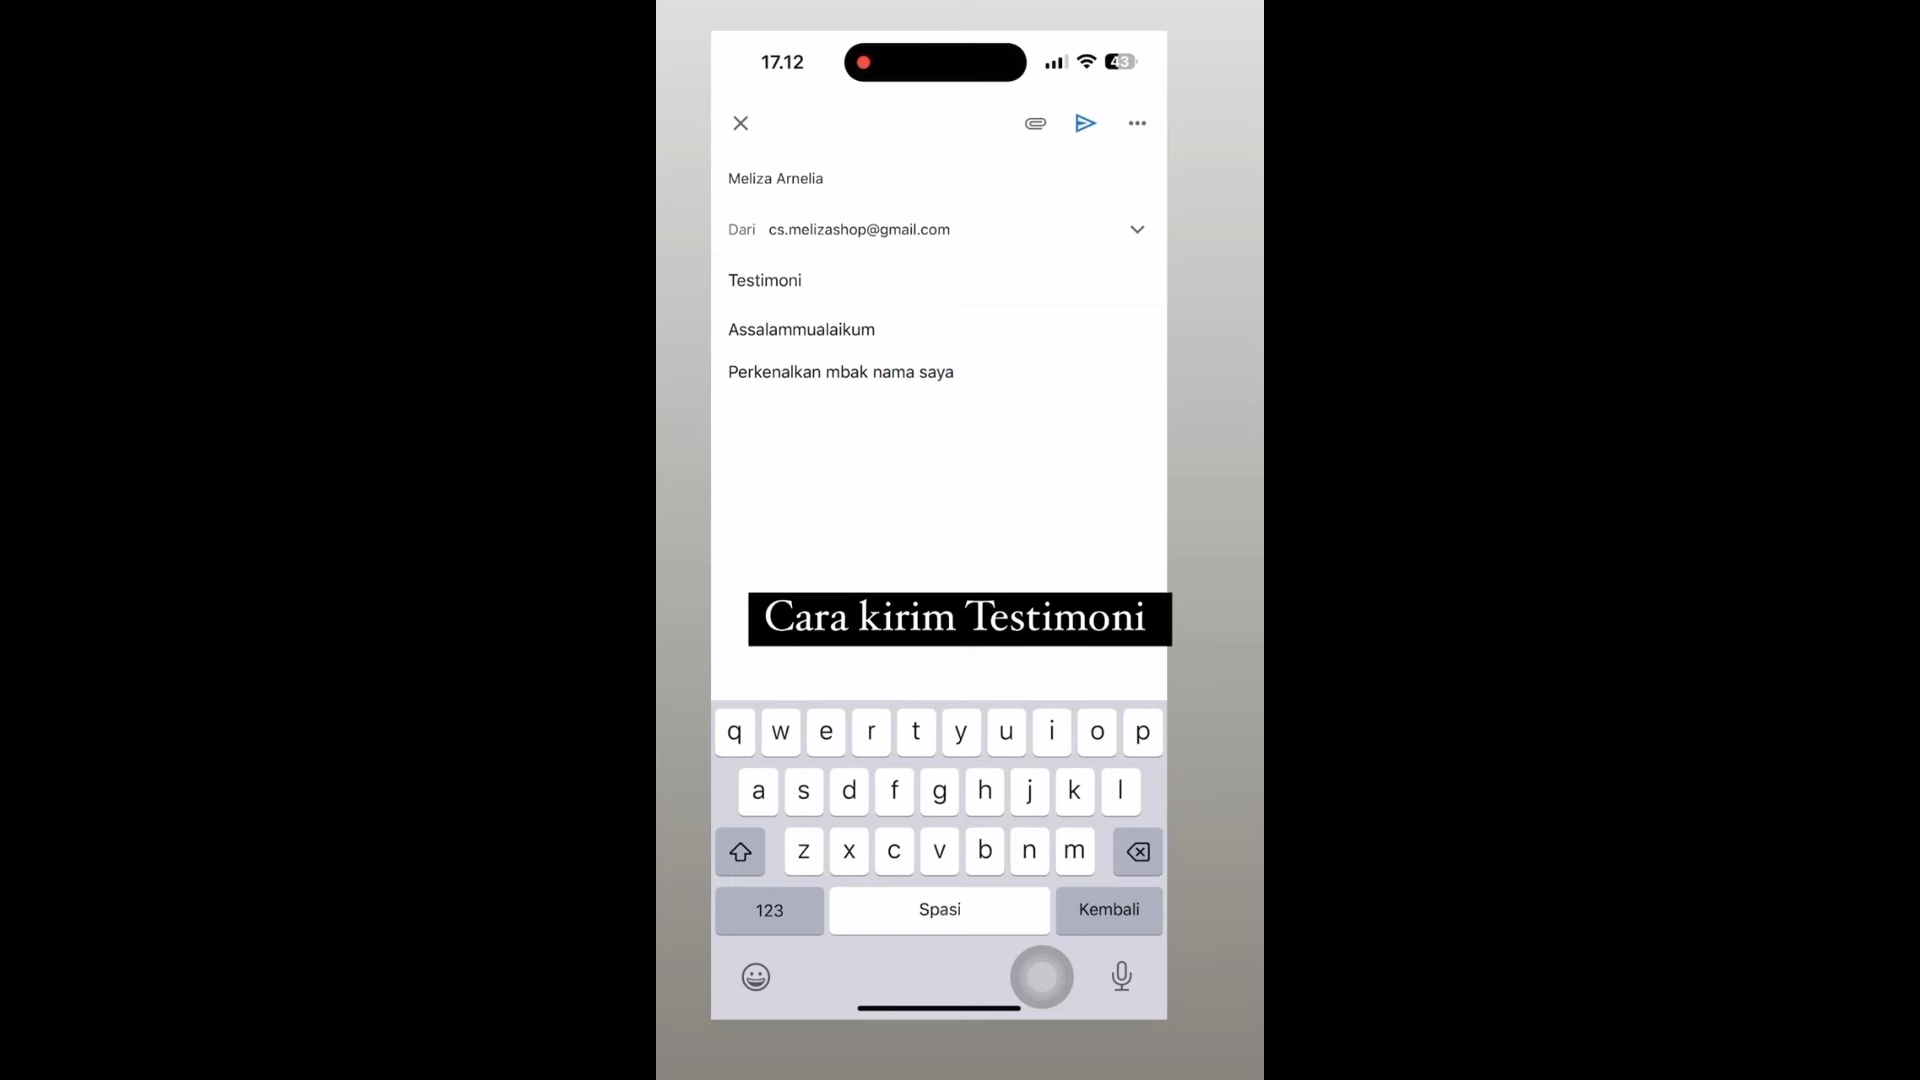 17.12
43
Meliza Arnelia
Dari cs.melizashop@gmail.com
Testimoni
Assalammualaikum
Perkenalkan mbak nama saya
Cara kirim Testimoni
q w e r t y u i o p
a s d f g h j k l
z x c v b n m
123 Spasi Kembali